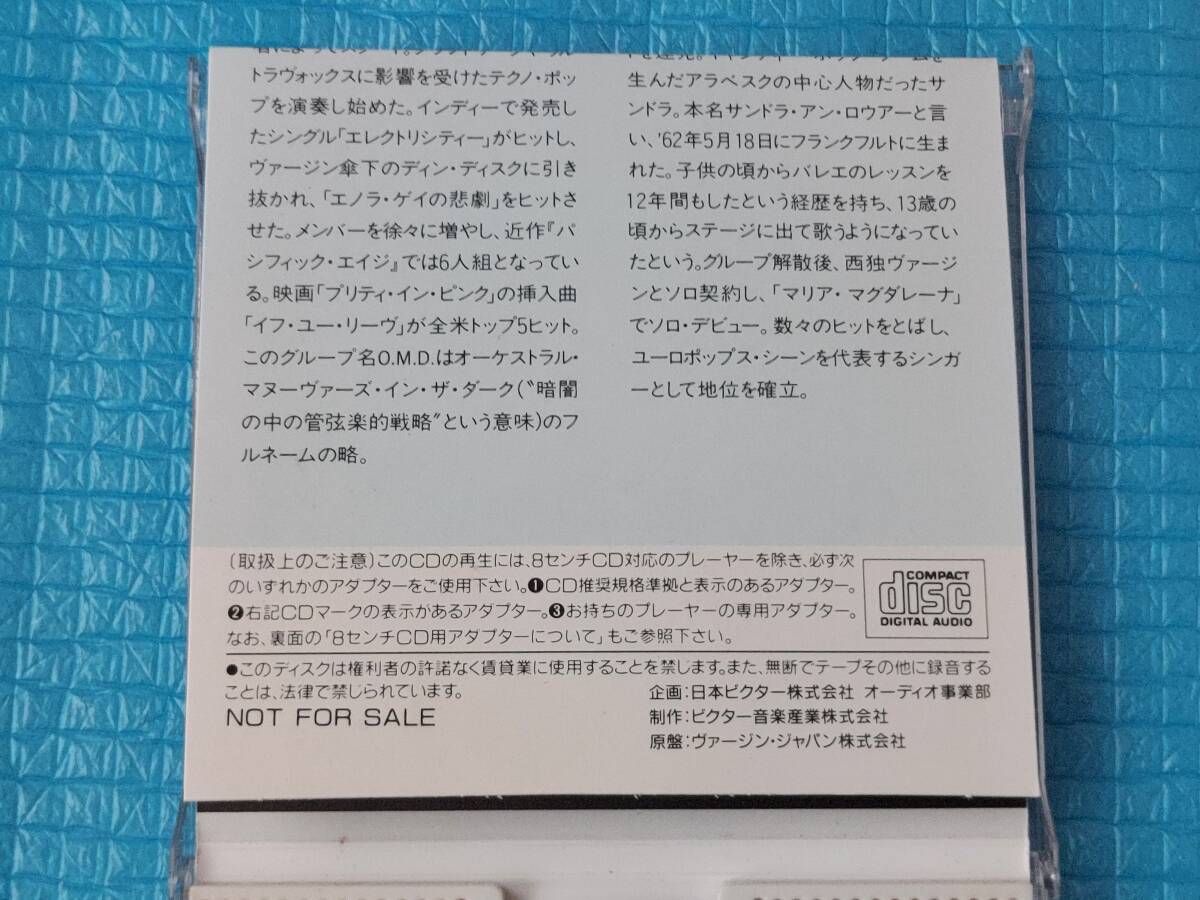 トラヴォックスに影響を受けたテクノ・ポッ
プを演奏し始めた。インディーで発売し
たシングル「エレクトリシティー」がヒットし、
ヴァージン傘下のディン・ディスクに引き
抜かれ、「エノラ・ゲイの悲劇」をヒットさ
せた。メンバーを徐々に増やし、近作『パ
シフィック・エイジ』では6人組となってい
る。映画「プリティ・イン・ピンク」の挿入曲
「イフ・ユー・リーヴ」が全米トップ5ヒット。
このグループ名O.M.D.はオーケストラル・
マヌーヴァーズ・イン・ザ・ダーク(〝暗闇
の中の管弦楽的戦略〟という意味)のフ
ルネームの略。
生んだアラベスクの中心人物だったサ
ンドラ。本名サンドラ・アン・ロウアーと言
い、'62年5月18日にフランクフルトに生ま
れた。子供の頃からバレエのレッスンを
12年間もしたという経歴を持ち、13歳の
頃からステージに出て歌うようになってい
たという。グループ解散後、西独ヴァージ
ンとソロ契約し、「マリア・マグダレーナ」
でソロ・デビュー。数々のヒットをとばし、
ユーロポップス・シーンを代表するシンガ
ーとして地位を確立。
(取扱上のご注意)このCDの再生には、8センチCD対応のプレーヤーを除き、必ず次
のいずれかのアダプターをご使用下さい。❶CD推奨規格準拠と表示のあるアダプター。
❷右記CDマークの表示があるアダプター。❸お持ちのプレーヤーの専用アダプター。
なお、裏面の「8センチCD用アダプターについて」もご参照下さい。
COMPACT
disc
DIGITAL AUDIO
●このディスクは権利者の許諾なく賃貸業に使用することを禁じます。また、無断でテープその他に録音する
ことは、法律で禁じられています。
NOT FOR SALE
企画:日本ビクター株式会社 オーディオ事業部
制作:ビクター音楽産業株式会社
原盤:ヴァージン・ジャパン株式会社